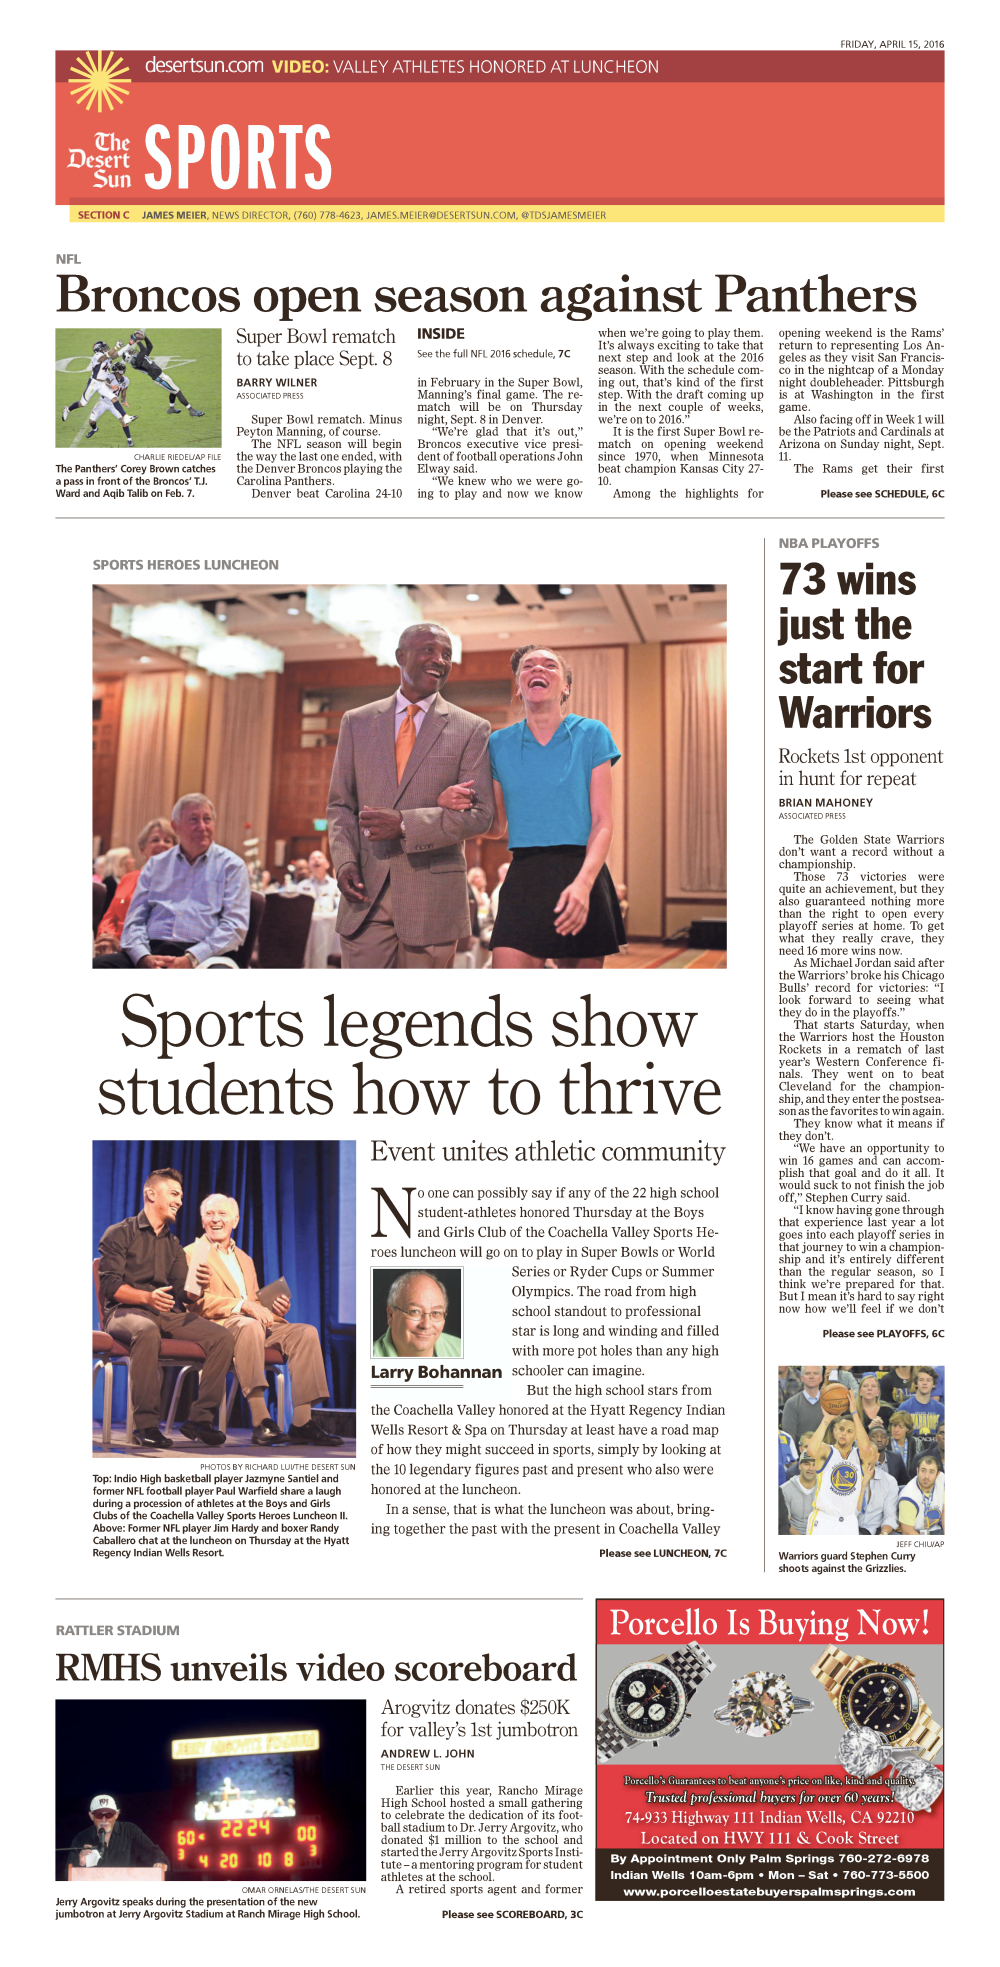 FRIDAY, APRIL 15, 2016
desertsun.com VIDEO: VALLEY ATHLETES HONORED AT LUNCHEON
The
Desert
Sun
SPORTS
SECTION C JAMES MEIER, NEWS DIRECTOR, (760) 778-4623, JAMES.MEIER@DESERTSUN.COM, @TDSJAMESMEIER
NFL
Broncos open season against Panthers
CHARLIE RIEDEL/AP FILE
The Panthers’ Corey Brown catches
a pass in front of the Broncos’ T.J.
Ward and Aqib Talib on Feb. 7.
Super Bowl rematch
to take place Sept. 8
BARRY WILNER
ASSOCIATED PRESS
Super Bowl rematch. Minus
Peyton Manning, of course.
The NFL season will begin
the way the last one ended, with
the Denver Broncos playing the
Carolina Panthers.
Denver beat Carolina 24-10
INSIDE
See the full NFL 2016 schedule, 7C
in February in the Super Bowl,
Manning’s final game. The re-
match will be on Thursday
night, Sept. 8 in Denver.
“We’re glad that it’s out,”
Broncos executive vice presi-
dent of football operations John
Elway said.
“We knew who we were go-
ing to play and now we know
when we’re going to play them.
It’s always exciting to take that
next step and look at the 2016
season. With the schedule com-
ing out, that’s kind of the first
step. With the draft coming up
in the next couple of weeks,
we’re on to 2016.”
It is the first Super Bowl re-
match on opening weekend
since 1970, when Minnesota
beat champion Kansas City 27-
10.
Among the highlights for
opening weekend is the Rams’
return to representing Los An-
geles as they visit San Francis-
co in the nightcap of a Monday
night doubleheader. Pittsburgh
is at Washington in the first
game.
Also facing off in Week 1 will
be the Patriots and Cardinals at
Arizona on Sunday night, Sept.
11.
The Rams get their first
Please see SCHEDULE, 6C
SPORTS HEROES LUNCHEON
Sports legends show
students how to thrive
PHOTOS BY RICHARD LUI/THE DESERT SUN
Top: Indio High basketball player Jazmyne Santiel and
former NFL football player Paul Warfield share a laugh
during a procession of athletes at the Boys and Girls
Clubs of the Coachella Valley Sports Heroes Luncheon II.
Above: Former NFL player Jim Hardy and boxer Randy
Caballero chat at the luncheon on Thursday at the Hyatt
Regency Indian Wells Resort.
Event unites athletic community
No one can possibly say if any of the 22 high school
student-athletes honored Thursday at the Boys
and Girls Club of the Coachella Valley Sports He-
roes luncheon will go on to play in Super Bowls or World
Series or Ryder Cups or Summer
Olympics. The road from high
school standout to professional
star is long and winding and filled
with more pot holes than any high
schooler can imagine.
Larry Bohannan
But the high school stars from
the Coachella Valley honored at the Hyatt Regency Indian
Wells Resort & Spa on Thursday at least have a road map
of how they might succeed in sports, simply by looking at
the 10 legendary figures past and present who also were
honored at the luncheon.
In a sense, that is what the luncheon was about, bring-
ing together the past with the present in Coachella Valley
Please see LUNCHEON, 7C
NBA PLAYOFFS
73 wins
just the
start for
Warriors
Rockets 1st opponent
in hunt for repeat
BRIAN MAHONEY
ASSOCIATED PRESS
The Golden State Warriors
don’t want a record without a
championship.
Those 73 victories were
quite an achievement, but they
also guaranteed nothing more
than the right to open every
playoff series at home. To get
what they really crave, they
need 16 more wins now.
As Michael Jordan said after
the Warriors’ broke his Chicago
Bulls’ record for victories: “I
look forward to seeing what
they do in the playoffs.”
That starts Saturday, when
the Warriors host the Houston
Rockets in a rematch of last
year’s Western Conference fi-
nals. They went on to beat
Cleveland for the champion-
ship, and they enter the postsea-
son as the favorites to win again.
They know what it means if
they don’t.
“We have an opportunity to
win 16 games and can accom-
plish that goal and do it all. It
would suck to not finish the job
off,” Stephen Curry said.
“I know having gone through
that experience last year a lot
goes into each playoff series in
that journey to win a champion-
ship and it’s entirely different
than the regular season, so I
think we’re prepared for that.
But I mean it’s hard to say right
now how we’ll feel if we don’t
Please see PLAYOFFS, 6C
30
JEFF CHIU/AP
Warriors guard Stephen Curry
shoots against the Grizzlies.
RATTLER STADIUM
RMHS unveils video scoreboard
JERRY ARGOVITZ STADIUM
60 22 24 00
3 4 20 10 8 3
OMAR ORNELAS/THE DESERT SUN
Jerry Argovitz speaks during the presentation of the new
jumbotron at Jerry Argovitz Stadium at Ranch Mirage High School.
Arogvitz donates $250K
for valley’s 1st jumbotron
ANDREW L. JOHN
THE DESERT SUN
Earlier this year, Rancho Mirage
High School hosted a small gathering
to celebrate the dedication of its foot-
ball stadium to Dr. Jerry Argovitz, who
donated $1 million to the school and
started the Jerry Argovitz Sports Insti-
tute – a mentoring program for student
athletes at the school.
A retired sports agent and former
Please see SCOREBOARD, 3C
Porcello Is Buying Now!
Porcello’s Guarantees to beat anyone’s price on like, kind and quality.
Trusted professional buyers for over 60 years!
74-933 Highway 111 Indian Wells, CA 92210
Located on HWY 111 & Cook Street
By Appointment Only Palm Springs 760-272-6978
Indian Wells 10am-6pm • Mon – Sat • 760-773-5500
www.porcelloestatebuyerspalmsprings.com